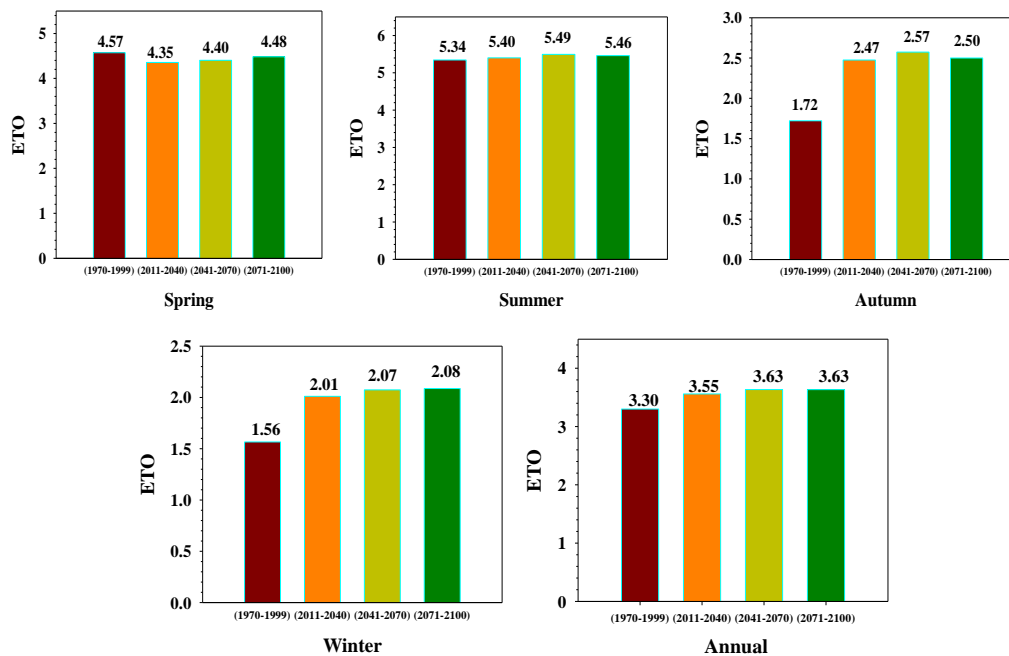 4.57 4.35 4.40 4.48
5
4
3
2
1
0
ETO
(1970-1999) (2011-2040) (2041-2070) (2071-2100)
Spring
5.34 5.40 5.49 5.46
6
5
4
3
2
1
0
ETO
(1970-1999) (2011-2040) (2041-2070) (2071-2100)
Summer
1.72 2.47 2.57 2.50
3.0
2.5
2.0
1.5
1.0
0.5
0.0
ETO
(1970-1999) (2011-2040) (2041-2070) (2071-2100)
Autumn
1.56 2.01 2.07 2.08
2.5
2.0
1.5
1.0
0.5
0.0
ETO
(1970-1999) (2011-2040) (2041-2070) (2071-2100)
Winter
3.30 3.55 3.63 3.63
4
3
2
1
0
ETO
(1970-1999) (2011-2040) (2041-2070) (2071-2100)
Annual